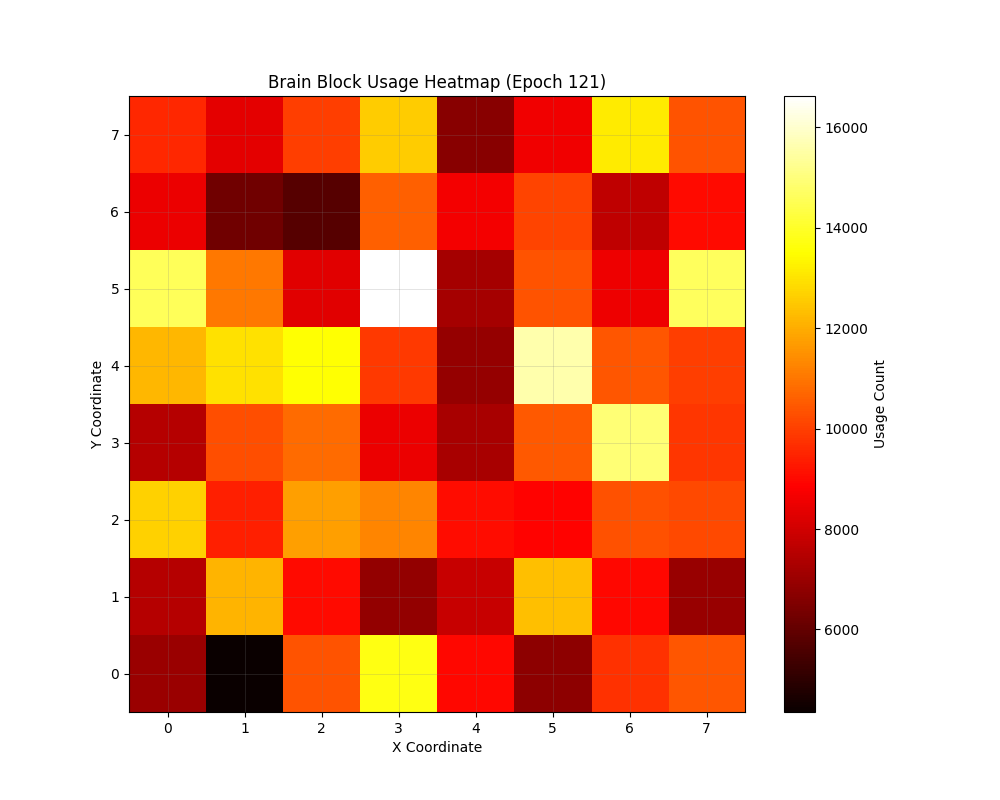 Brain Block Usage Heatmap (Epoch 121)
7
6
5
4
3
2
1
0
Y Coordinate
0 1 2 3 4 5 6 7
X Coordinate
16000
14000
12000
10000
8000
6000
Usage Count